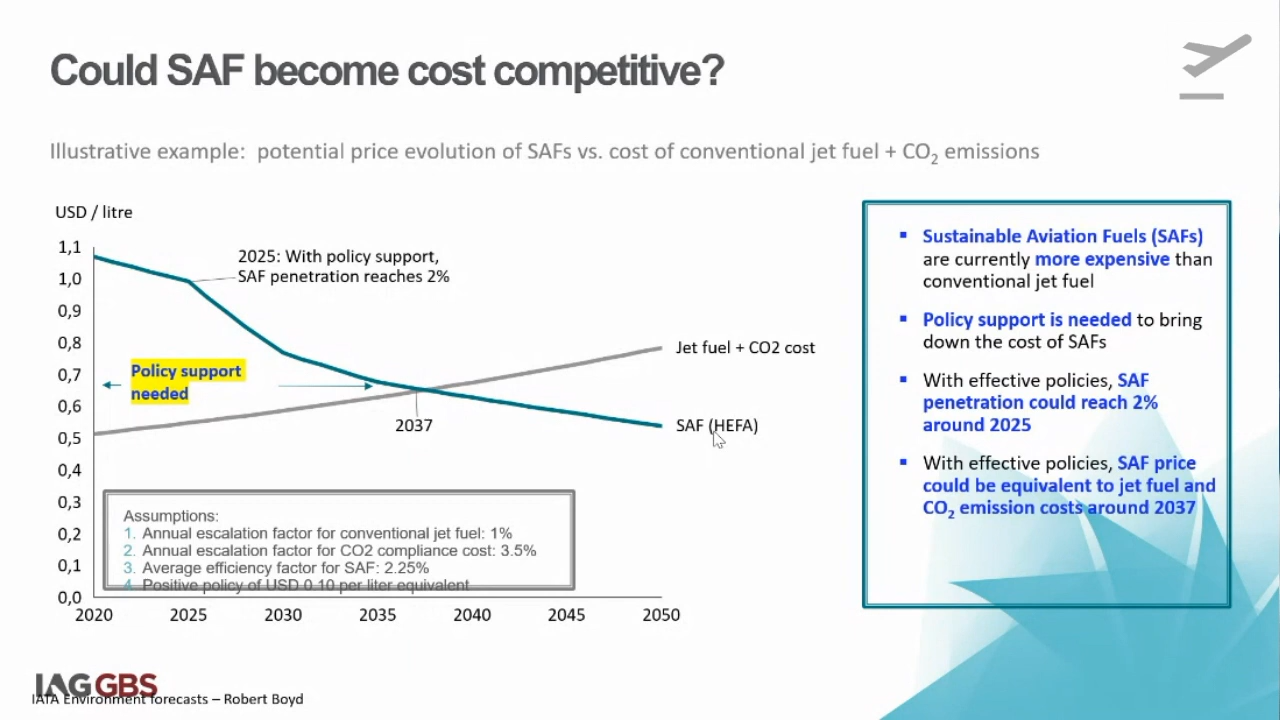 Could SAF become cost competitive?
Illustrative example: potential price evolution of SAFs vs. cost of conventional jet fuel + CO2 emissions
USD / litre
1,1
1,0
0,9
0,8
0,7
0,6
0,5
0,4
0,3
0,2
0,1
0,0
2020
2025
2030
2035
2040
2045
2050
2025: With policy support,
SAF penetration reaches 2%
Policy support
needed
2037
Jet fuel + CO2 cost
SAF (HEFA)
Assumptions:
1. Annual escalation factor for conventional jet fuel: 1%
2. Annual escalation factor for CO2 compliance cost: 3.5%
3. Average efficiency factor for SAF: 2.25%
4. Positive policy of USD 0.10 per liter equivalent
▪ Sustainable Aviation Fuels (SAFs)
are currently more expensive than
conventional jet fuel
▪ Policy support is needed to bring
down the cost of SAFs
▪ With effective policies, SAF
penetration could reach 2%
around 2025
▪ With effective policies, SAF price
could be equivalent to jet fuel and
CO2 emission costs around 2037
IAG GBS
IATA Environment forecasts – Robert Boyd